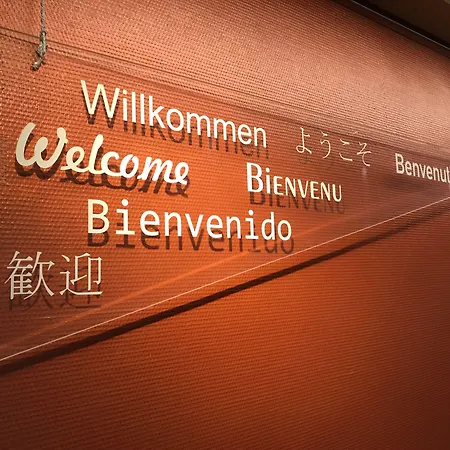 Willkommen
ようこそ
Benvenut
Welcome
BIENVENU
Bienvenido
歓迎